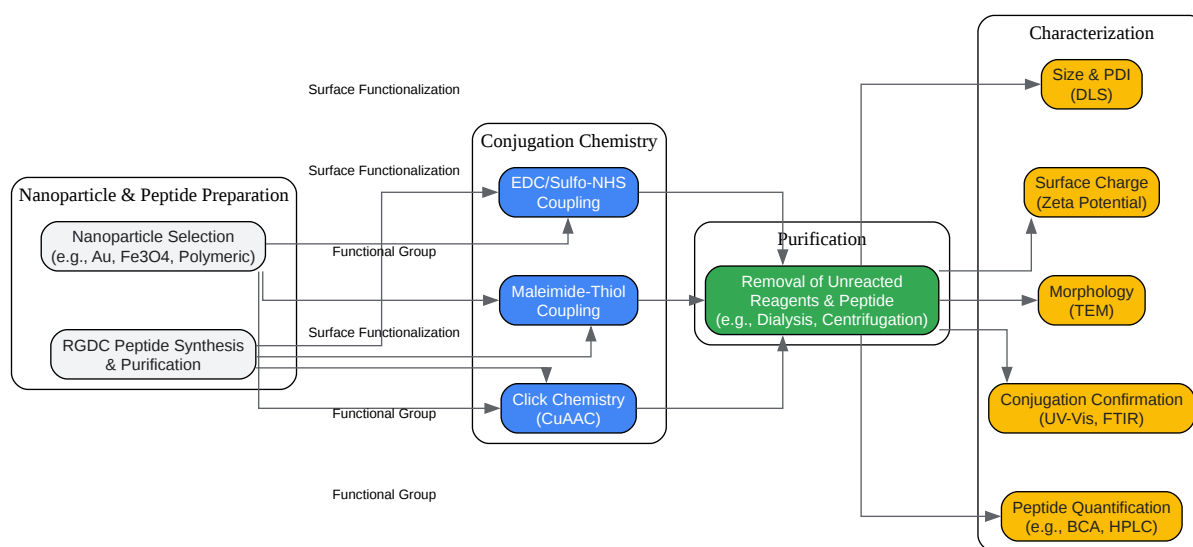 Characterization
Size & PDI
(DLS)
Surface Functionalization
Conjugation Chemistry
Surface Functionalization
EDC/Sulfo-NHS
Coupling
Nanoparticle & Peptide Preparation
Surface Charge
(Zeta Potential)
Nanoparticle Selection
(e.g., Au, Fe3O4, Polymeric)
Functional Group
Purification
Maleimide-Thiol
Coupling
Removal of Unreacted
Reagents & Peptide
(e.g., Dialysis, Centrifugation)
Morphology
(TEM)
Surface Functionalization
RGDC Peptide Synthesis
& Purification
Click Chemistry
(CuAAC)
Functional Group
Conjugation Confirmation
(UV-Vis, FTIR)
Functional Group
Peptide Quantification
(e.g., BCA, HPLC)